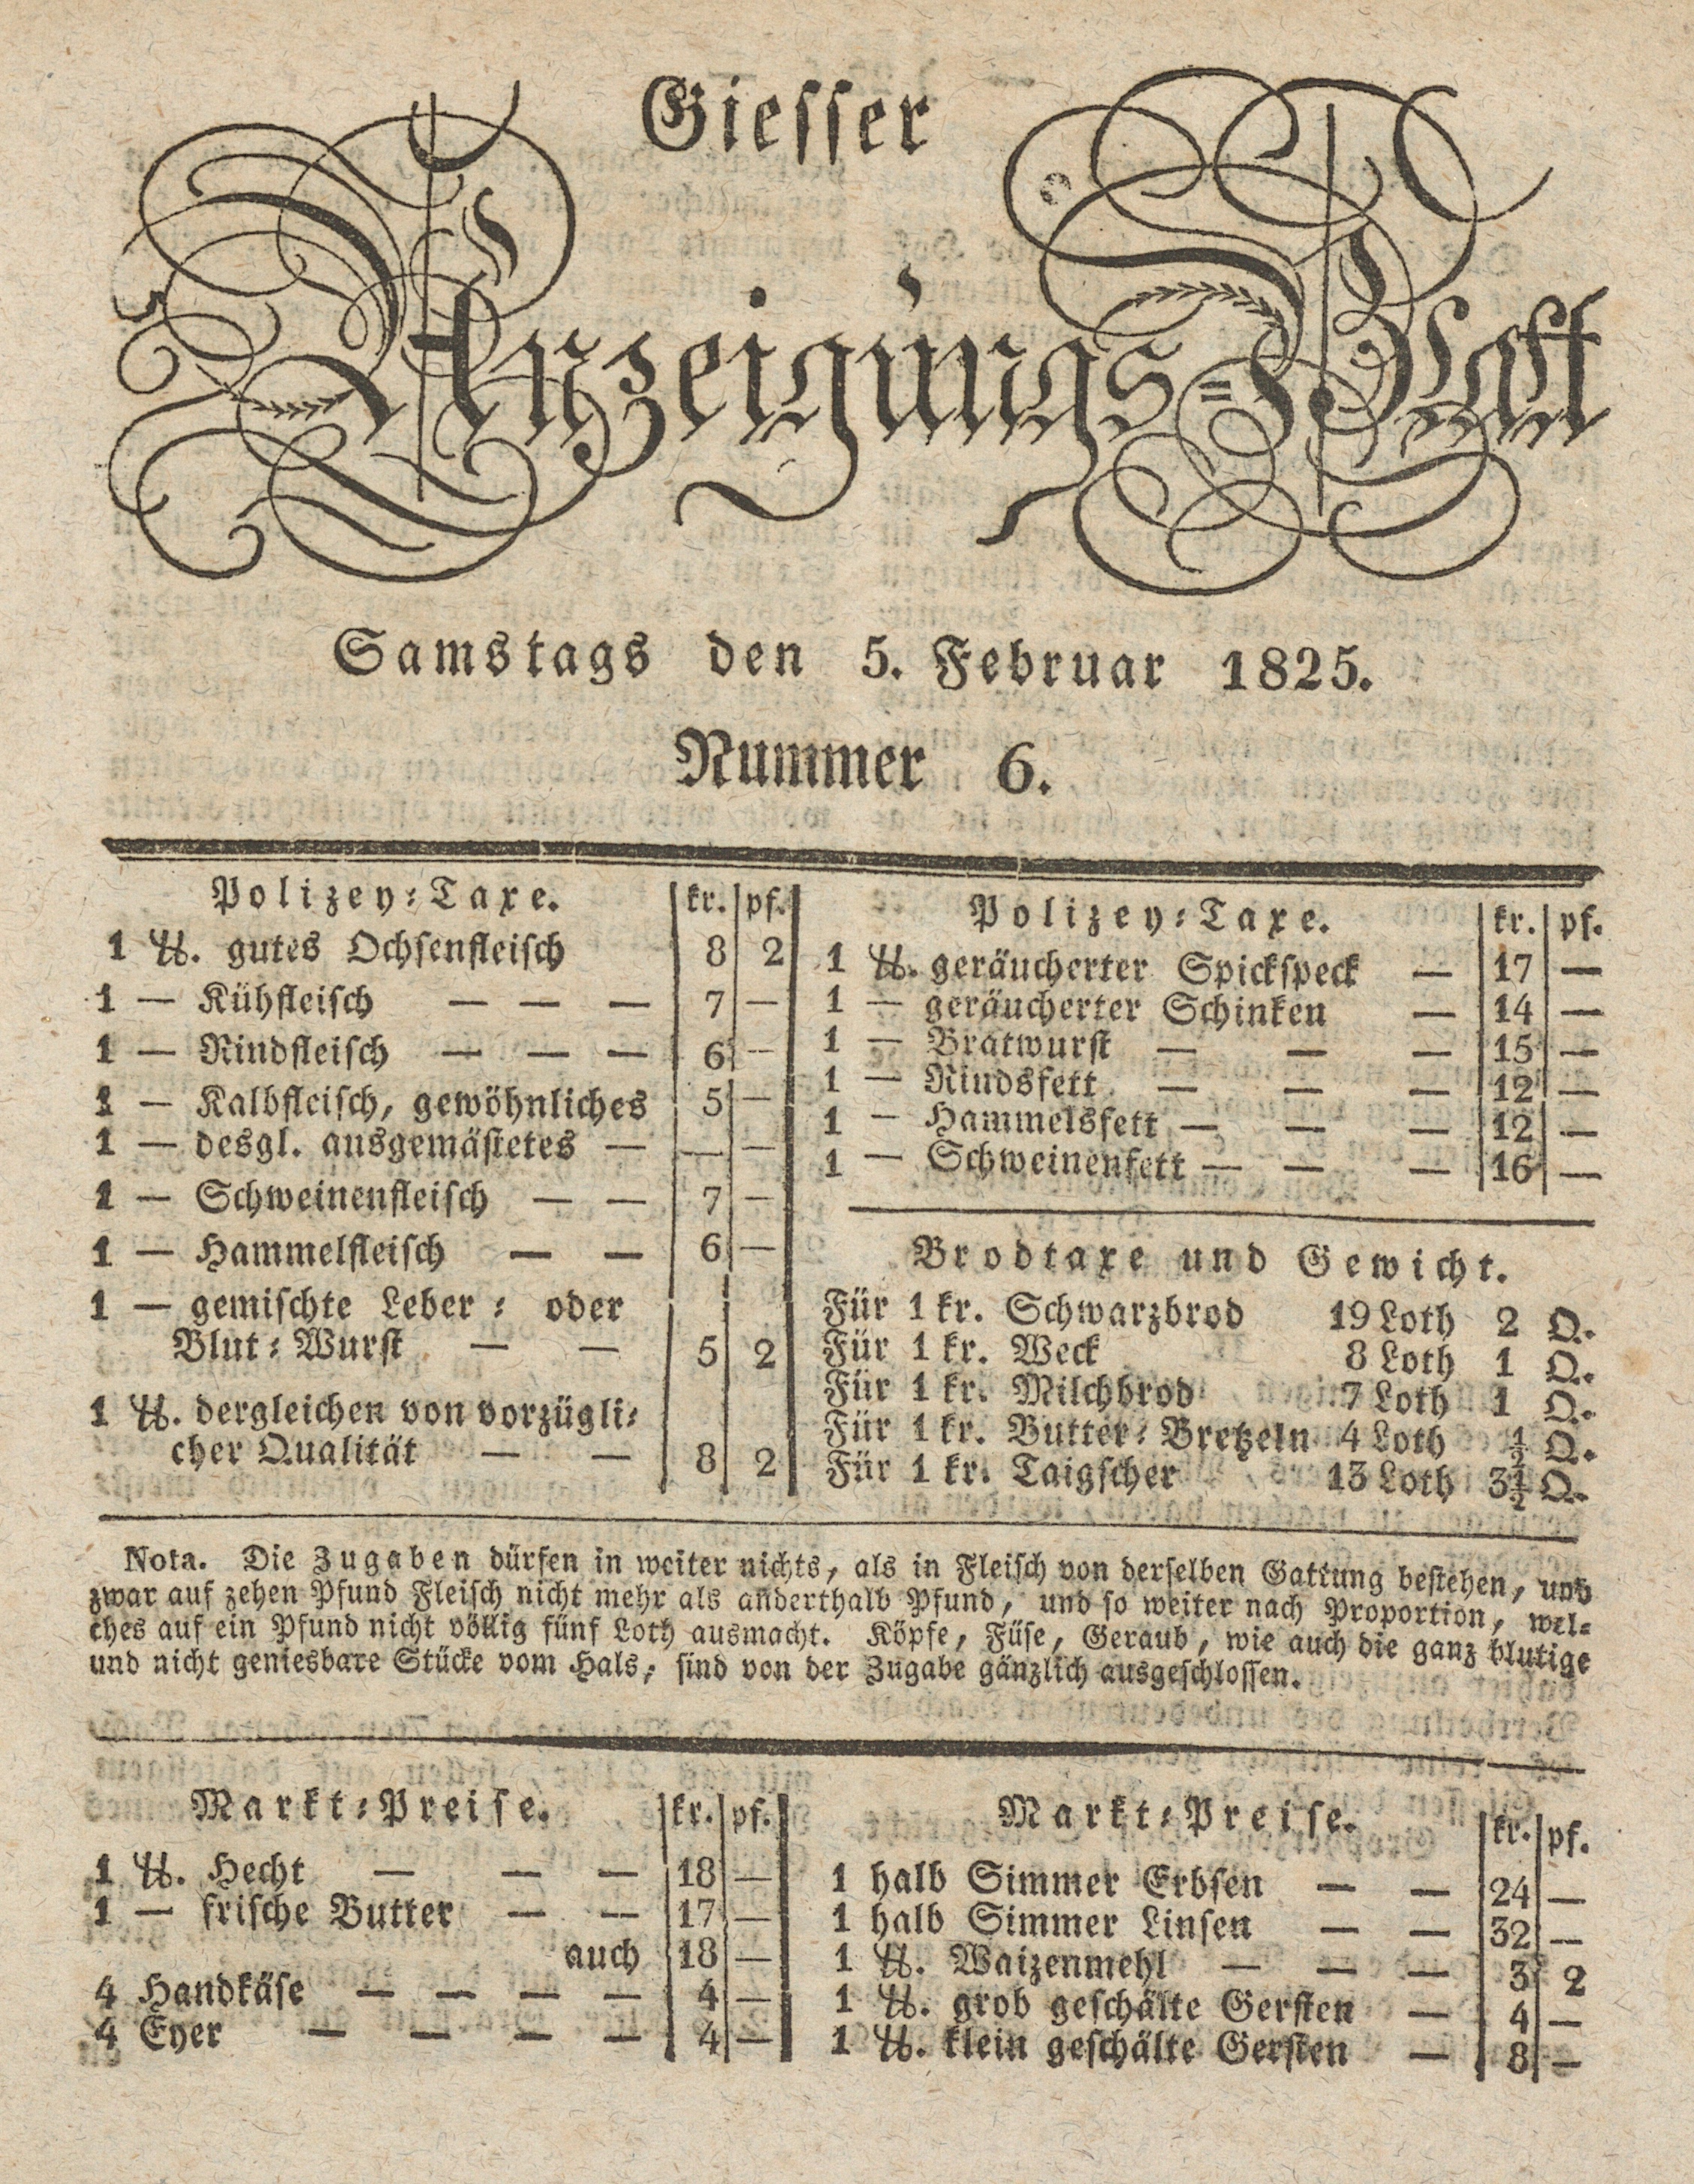 Giesser
Anzeigungs=Blatt
Samstags den 5. Februar 1825.
Nummer 6.
Polizey=Taxe. kr. pf.
1 ℔. gutes Ochsenfleisch 8 2
1 — Kühfleisch — — — 7 —
1 — Rindfleisch — — — 6 —
1 — Kalbfleisch, gewöhnliches 5 —
1 — desgl. ausgemästetes — — —
1 — Schweinenfleisch — — 7 —
1 — Hammelfleisch — — 6 —
1 — gemischte Leber= oder
Blut=Wurst — — 5 2
1 ℔. dergleichen von vorzügli=
cher Qualität — — 8 2
Polizey=Taxe. kr. pf.
1 ℔. geräucherter Spickspeck — 17 —
1 — geräucherter Schinken — 14 —
1 — Bratwurst — — — 15 —
1 — Rindsfett — — — 12 —
1 — Hammelsfett — — — 12 —
1 — Schweinenfett — — — 16 —
Brodtaxe und Gewicht.
Für 1 kr. Schwarzbrod 19 Loth 2 Q.
Für 1 kr. Weck 8 Loth 1 Q.
Für 1 kr. Milchbrod 7 Loth 1 Q.
Für 1 kr. Butter=Bretzeln 4 Loth ½ Q.
Für 1 kr. Taigscher 13 Loth 3½ Q.
Nota. Die Zugaben dürfen in weiter nichts, als in Fleisch von derselben Gattung bestehen, und
zwar auf zehen Pfund Fleisch nicht mehr als anderthalb Pfund, und so weiter nach Proportion, wel=
ches auf ein Pfund nicht völlig fünf Loth ausmacht. Köpfe, Füse, Geraub, wie auch die ganz blutige
und nicht geniesbare Stücke vom Hals, sind von der Zugabe gänzlich ausgeschlossen.
Markt=Preise. kr. pf.
1 ℔. Hecht — — — 18 —
1 — frische Butter — — 17 —
auch 18 —
4 Handkäse — — — — 4 —
4 Eyer — — — — 4 —
Markt=Preise. kr. pf.
1 halb Simmer Erbsen — — 24 —
1 halb Simmer Linsen — — 32 —
1 ℔. Waizenmehl — — — 3 2
1 ℔. grob geschälte Gersten — 4 —
1 ℔. klein geschälte Gersten — 8 —